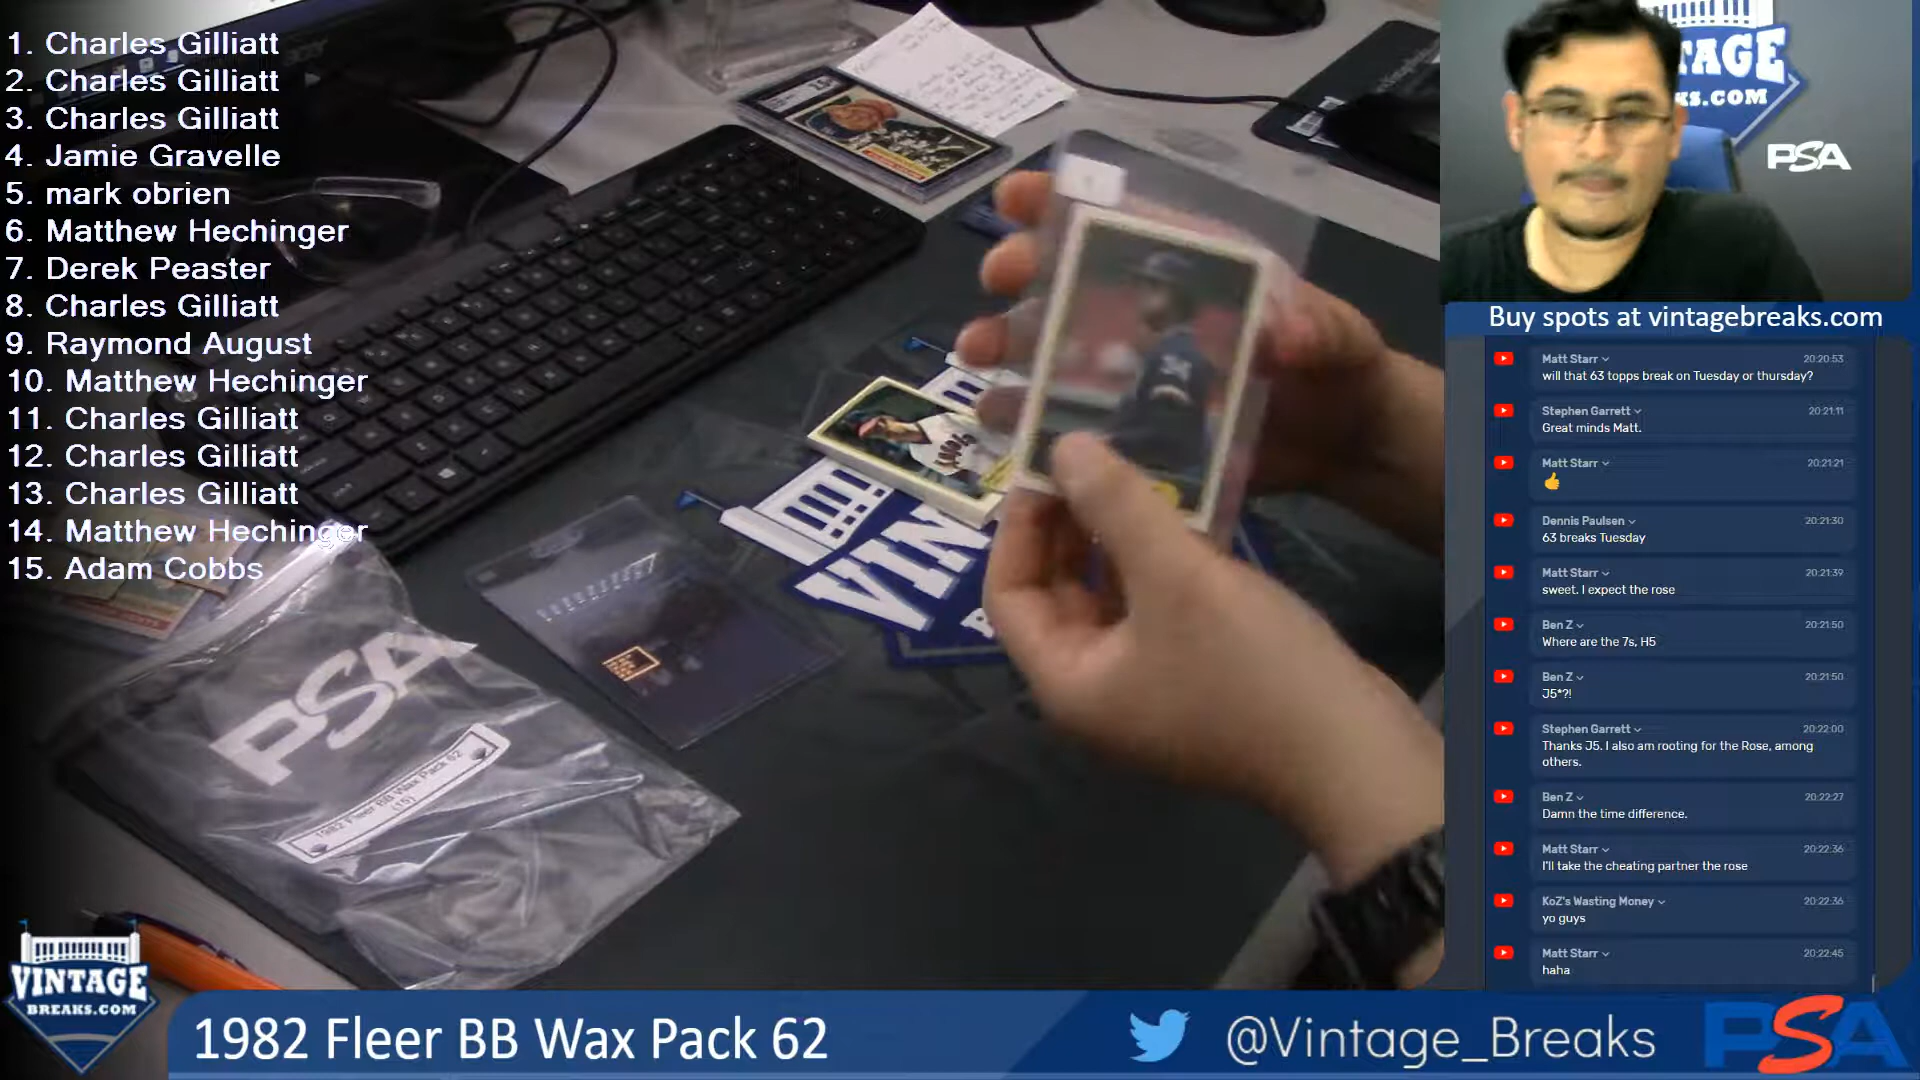 1. Charles Gilliatt
2. Charles Gilliatt
3. Charles Gilliatt
4. Jamie Gravelle
5. mark obrien
6. Matthew Hechinger
7. Derek Peaster
8. Charles Gilliatt
9. Raymond August
10. Matthew Hechinger
11. Charles Gilliatt
12. Charles Gilliatt
13. Charles Gilliatt
14. Matthew Hechinger
15. Adam Cobbs
PSA
1982 Fleer BB Wax Pack 62
(15)
VIN
TAGE
KS.COM
PSA
Buy spots at vintagebreaks.com
Matt Starr 20:20:53
will that 63 topps break on Tuesday or thursday?
Stephen Garrett 20:21:11
Great minds Matt.
Matt Starr 20:21:21
👍
Dennis Paulsen 20:21:30
63 breaks Tuesday
Matt Starr 20:21:39
sweet. I expect the rose
Ben Z 20:21:50
Where are the 7s, H5
Ben Z 20:21:50
J5*?!
Stephen Garrett 20:22:00
Thanks J5. I also am rooting for the Rose, among
others.
Ben Z 20:22:27
Damn the time difference.
Matt Starr 20:22:36
I'll take the cheating partner the rose
KoZ's Wasting Money 20:22:36
yo guys
Matt Starr 20:22:45
haha
VINTAGE
BREAKS.COM
1982 Fleer BB Wax Pack 62
@Vintage_Breaks
PSA